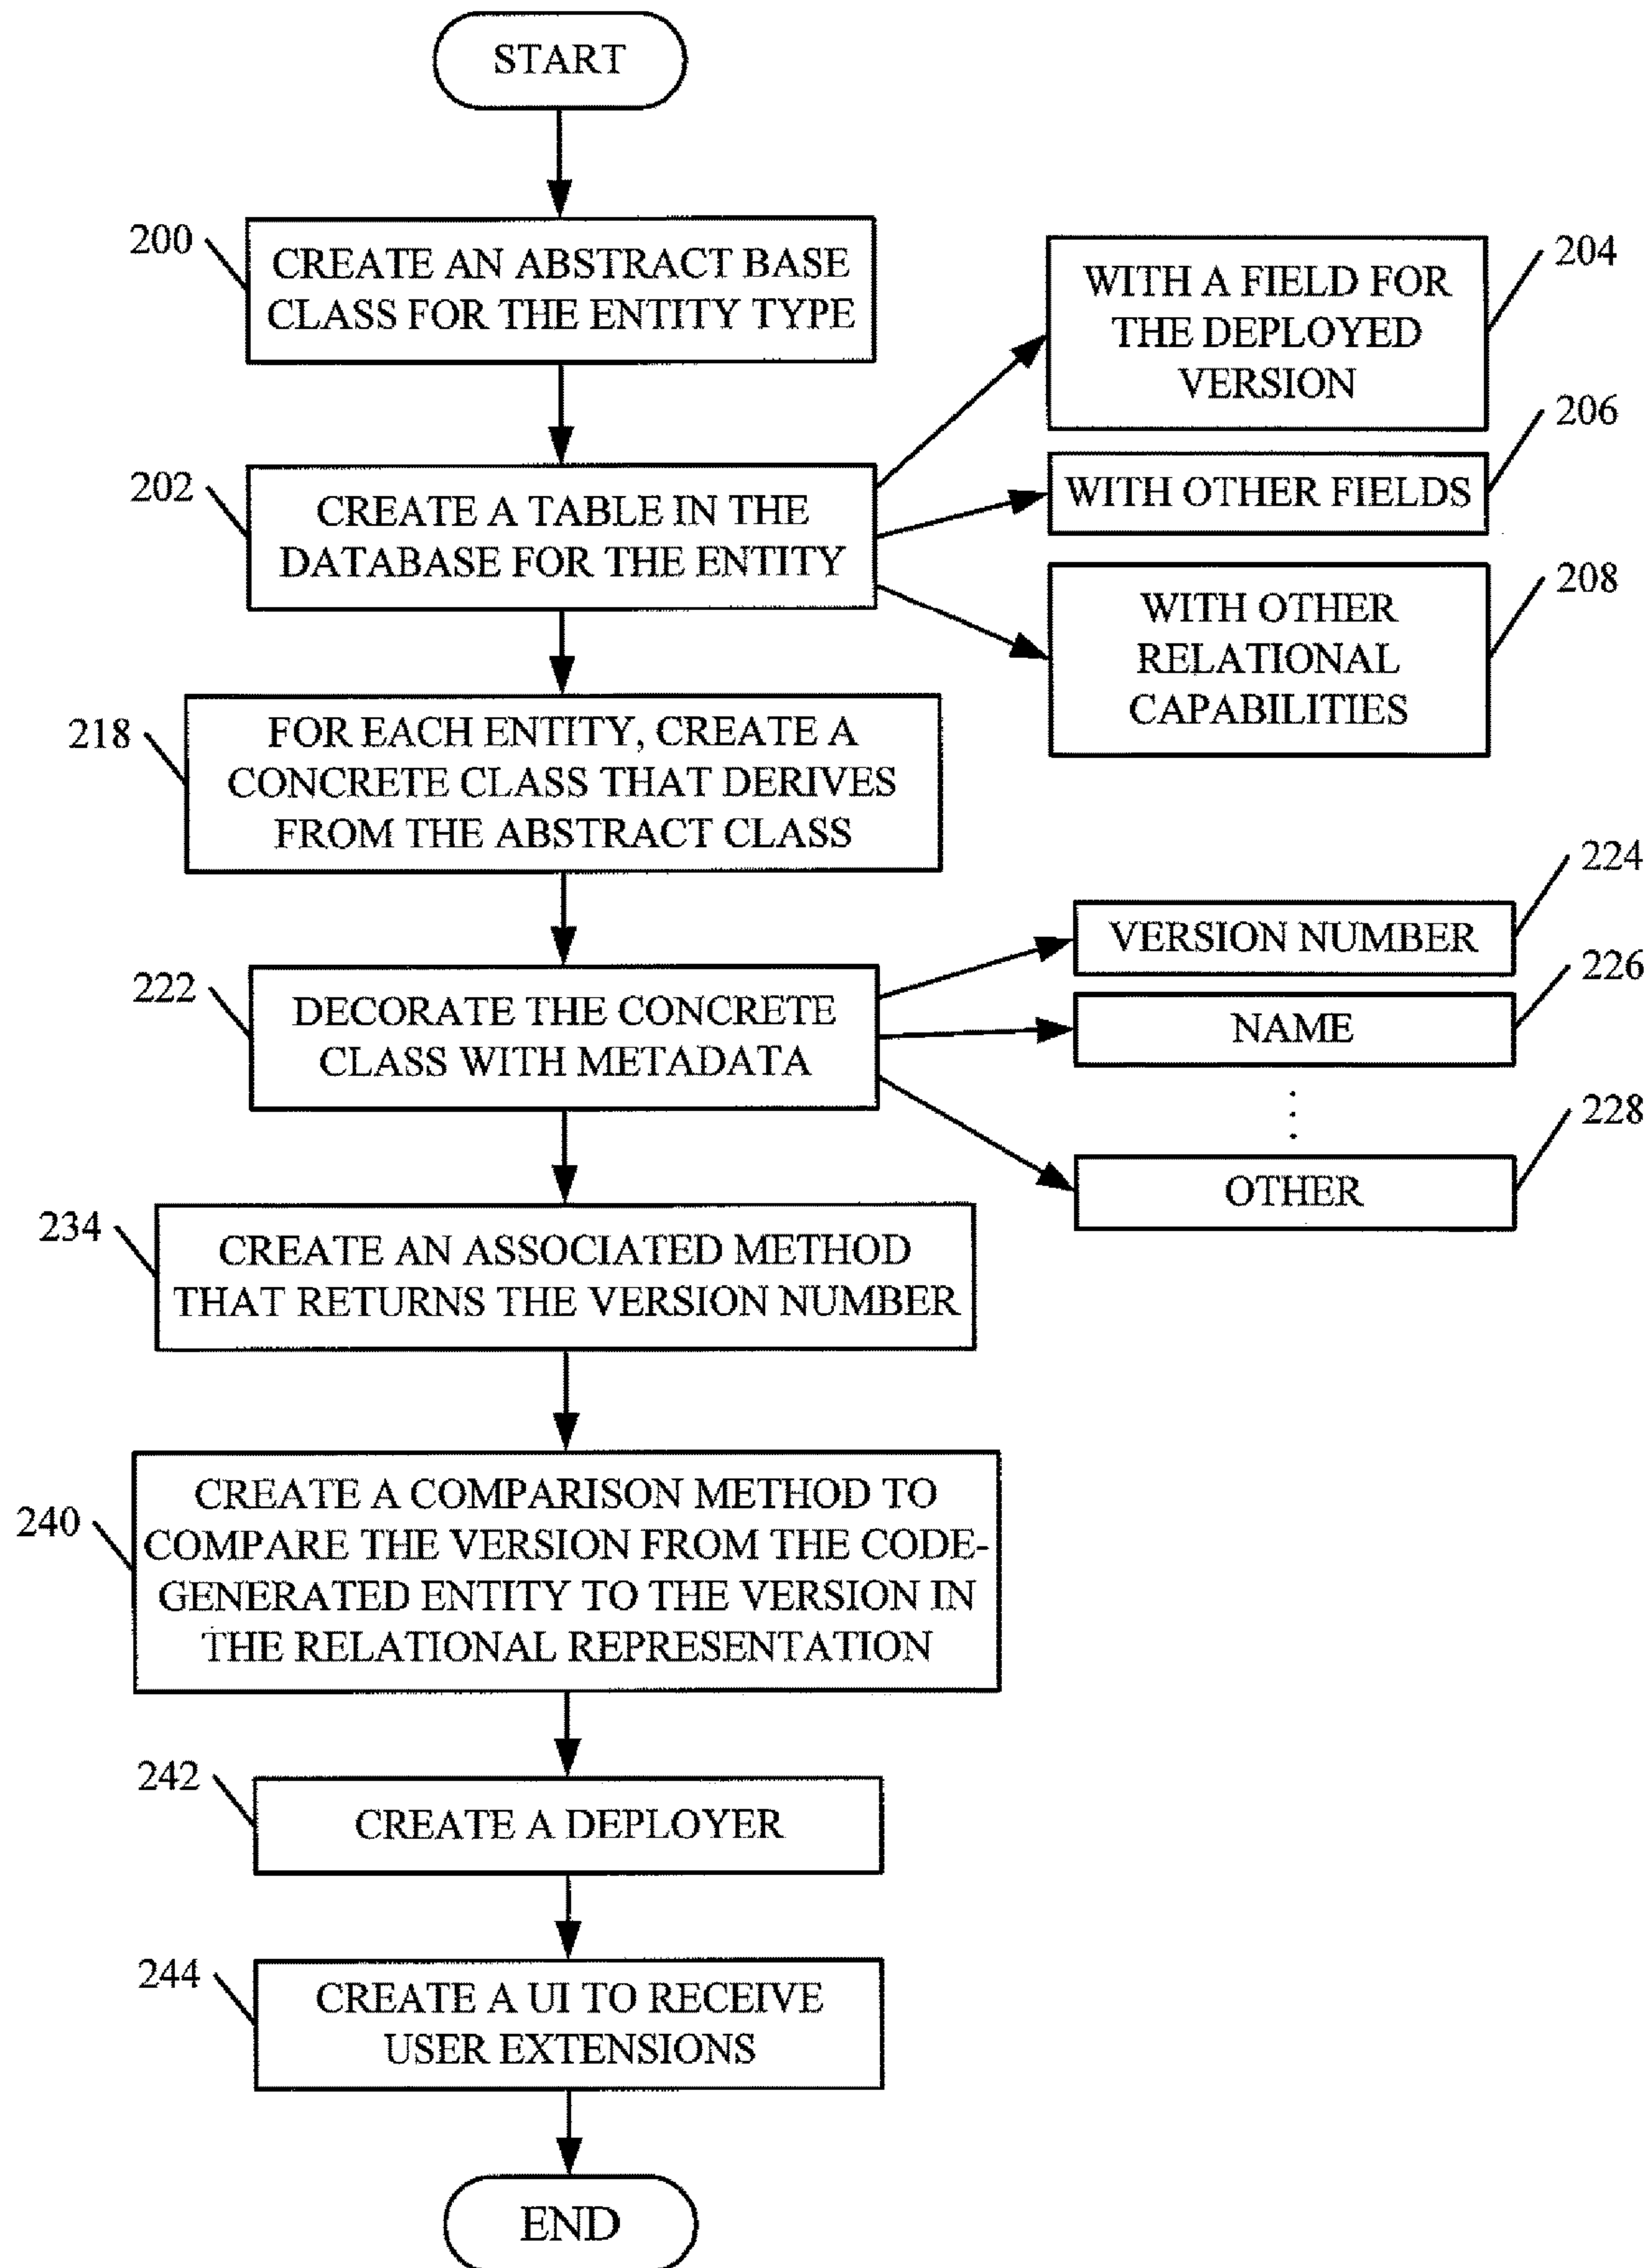 START
200
CREATE AN ABSTRACT BASE
CLASS FOR THE ENTITY TYPE
202
CREATE A TABLE IN THE
DATABASE FOR THE ENTITY
204
WITH A FIELD FOR
THE DEPLOYED
VERSION
206
WITH OTHER FIELDS
208
WITH OTHER
RELATIONAL
CAPABILITIES
218
FOR EACH ENTITY, CREATE A
CONCRETE CLASS THAT DERIVES
FROM THE ABSTRACT CLASS
222
DECORATE THE CONCRETE
CLASS WITH METADATA
224
VERSION NUMBER
226
NAME
228
OTHER
234
CREATE AN ASSOCIATED METHOD
THAT RETURNS THE VERSION NUMBER
240
CREATE A COMPARISON METHOD TO
COMPARE THE VERSION FROM THE CODE-
GENERATED ENTITY TO THE VERSION IN
THE RELATIONAL REPRESENTATION
242
CREATE A DEPLOYER
244
CREATE A UI TO RECEIVE
USER EXTENSIONS
END